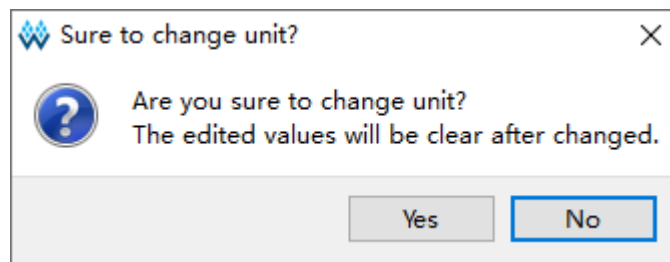 Sure to change unit?
Are you sure to change unit?
The edited values will be clear after changed.
Yes
No